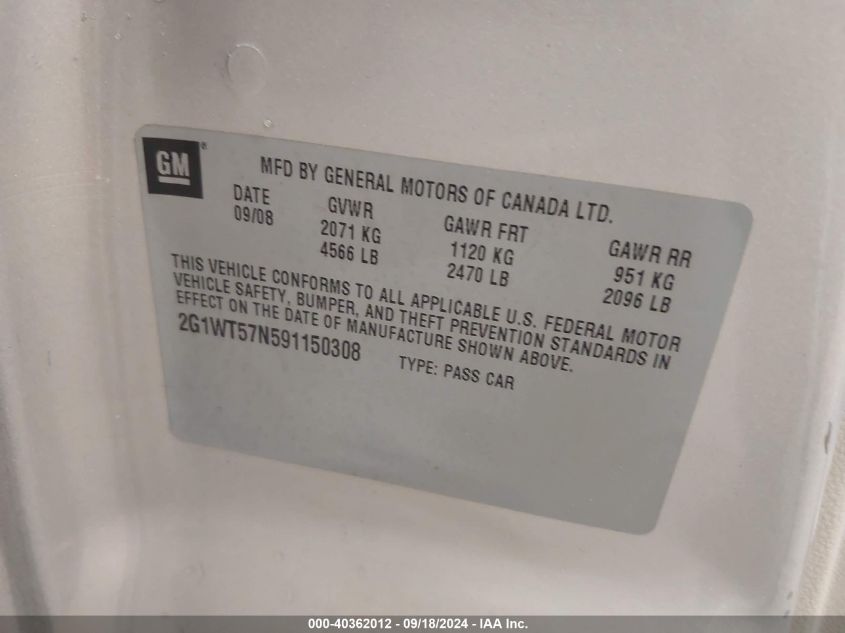 GM®
MFD BY GENERAL MOTORS OF CANADA LTD.
DATE GVWR GAWR FRT GAWR RR
09/08 2071 KG 1120 KG 951 KG
4566 LB 2470 LB 2096 LB
THIS VEHICLE CONFORMS TO ALL APPLICABLE U.S. FEDERAL MOTOR
VEHICLE SAFETY, BUMPER, AND THEFT PREVENTION STANDARDS IN
EFFECT ON THE DATE OF MANUFACTURE SHOWN ABOVE.
2G1WT57N591150308 TYPE: PASS CAR
000-40362012 - 09/18/2024 - IAA Inc.